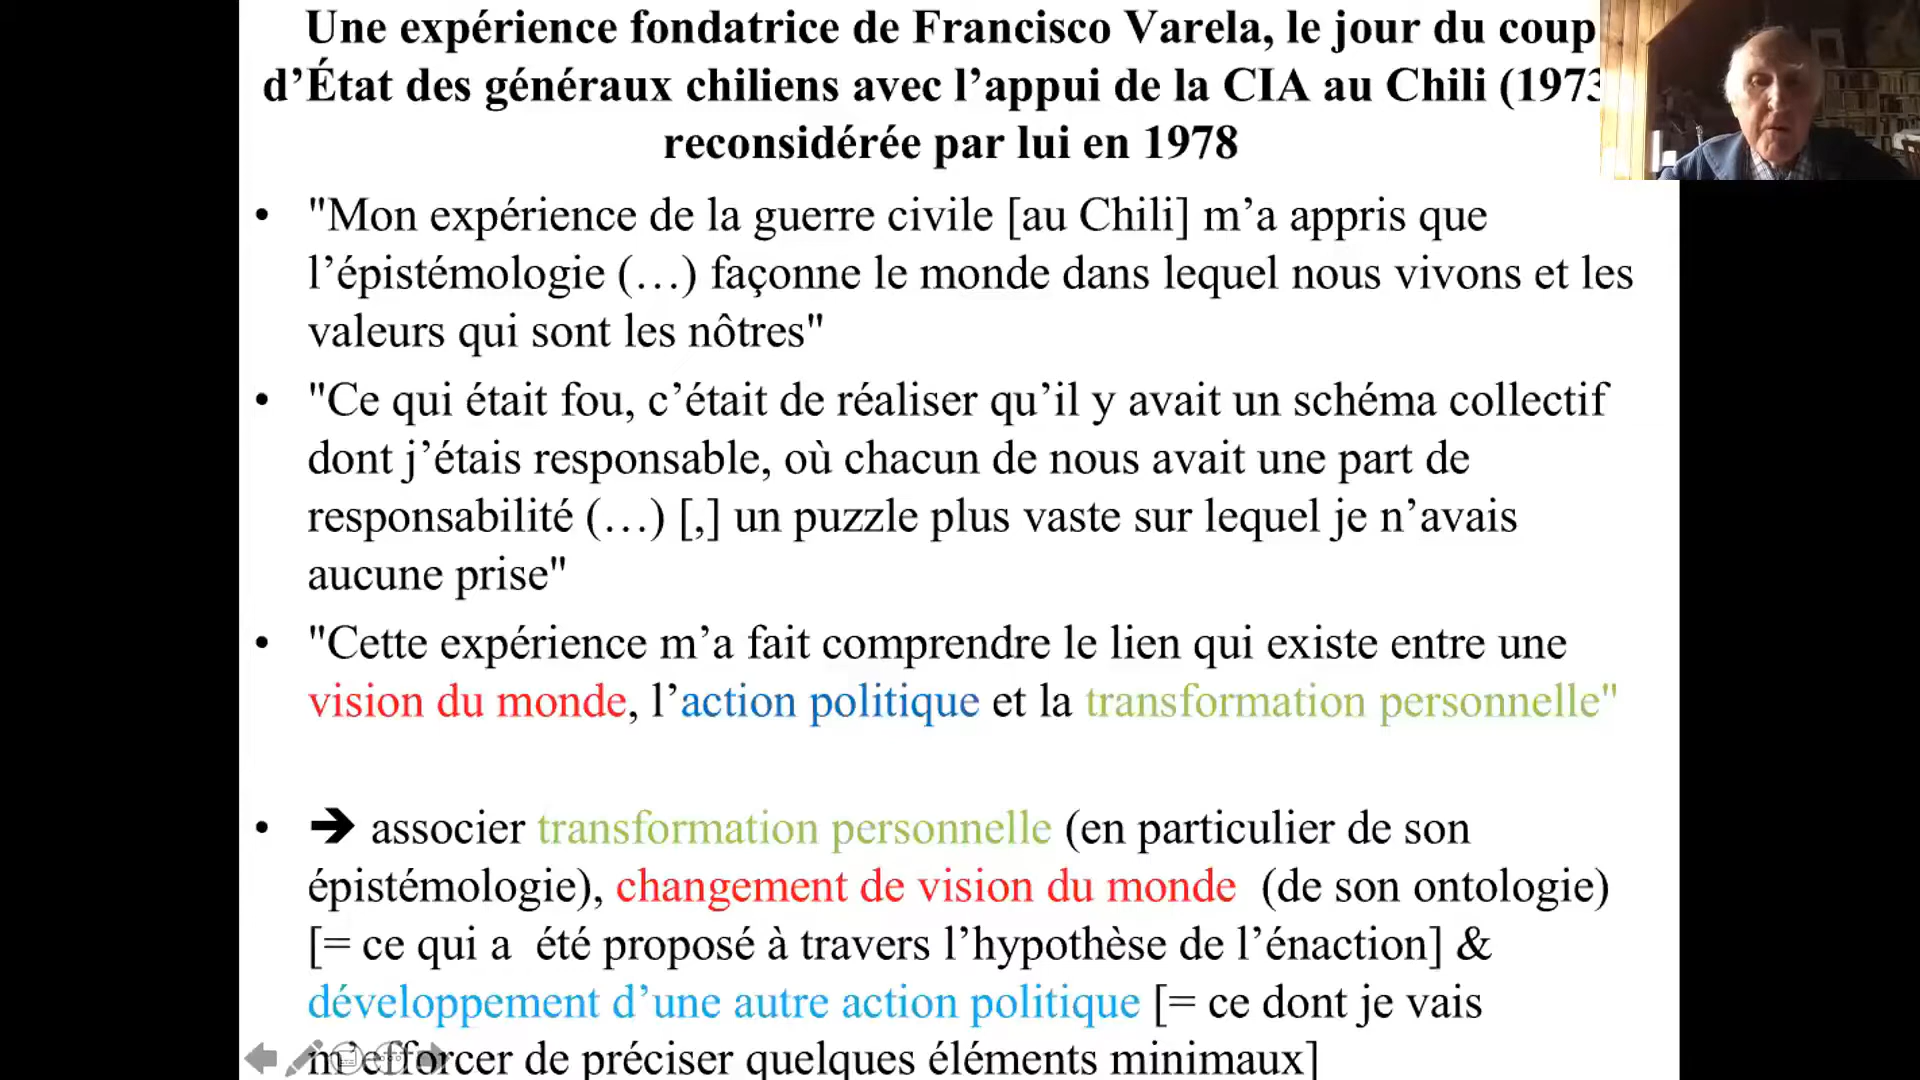 Une expérience fondatrice de Francisco Varela, le jour du coup
d’État des généraux chiliens avec l’appui de la CIA au Chili (1973
reconsidérée par lui en 1978
• "Mon expérience de la guerre civile [au Chili] m’a appris que
l’épistémologie (…) façonne le monde dans lequel nous vivons et les
valeurs qui sont les nôtres"
• "Ce qui était fou, c’était de réaliser qu’il y avait un schéma collectif
dont j’étais responsable, où chacun de nous avait une part de
responsabilité (…) [,] un puzzle plus vaste sur lequel je n’avais
aucune prise"
• "Cette expérience m’a fait comprendre le lien qui existe entre une
vision du monde, l’action politique et la transformation personnelle"
• ➔ associer transformation personnelle (en particulier de son
épistémologie), changement de vision du monde (de son ontologie)
[= ce qui a été proposé à travers l’hypothèse de l’énaction] &
développement d’une autre action politique [= ce dont je vais
m’efforcer de préciser quelques éléments minimaux]